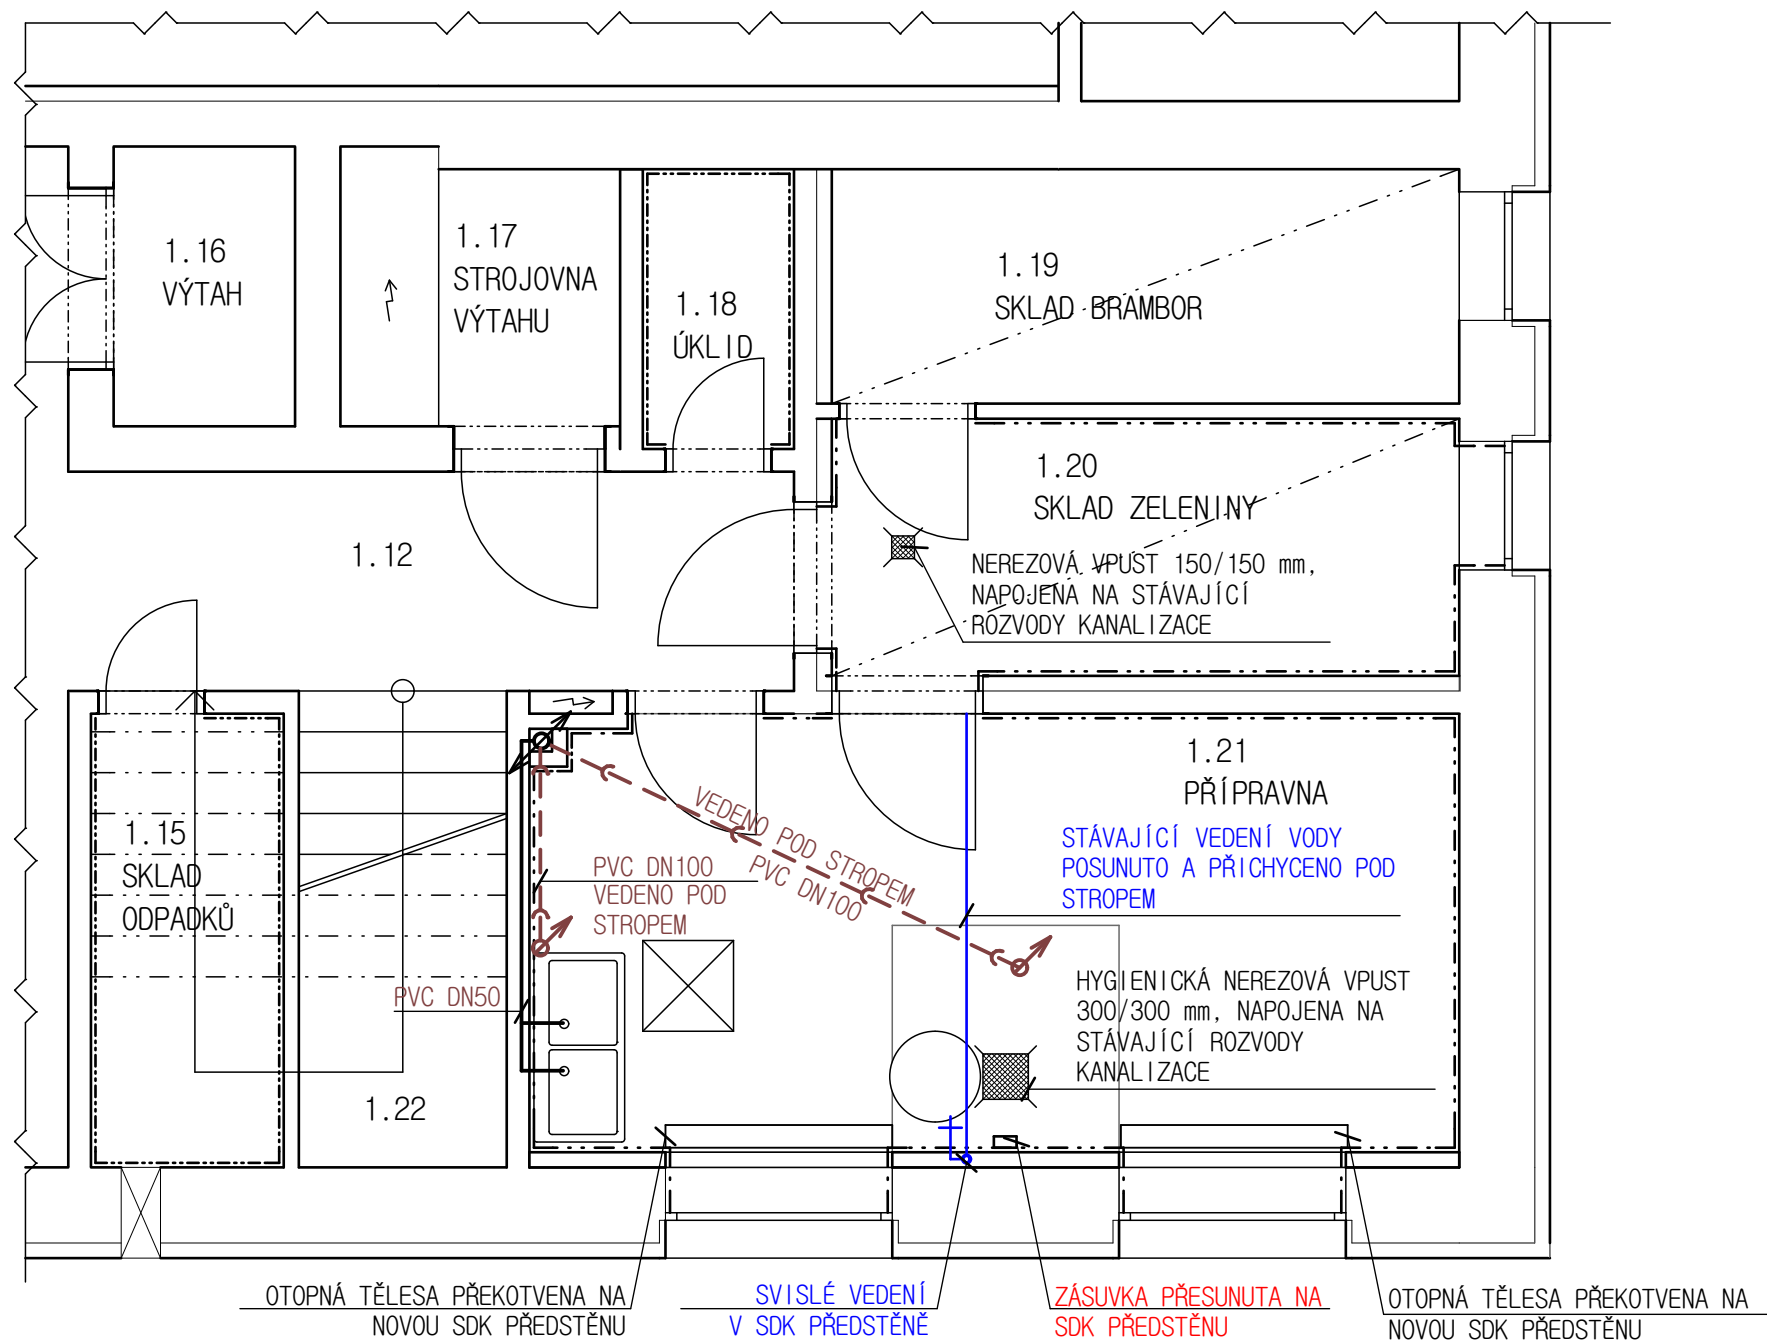 1.16
VÝTAH
1.17
STROJOVNA
VÝTAHU
1.18
ÚKLID
1.19
SKLAD BRAMBOR
1.20
SKLAD ZELENINY
NEREZOVÁ VPUST 150/150 mm,
NAPOJENA NA STÁVAJÍCÍ
ROZVODY KANALIZACE
1.12
1.21
PŘÍPRAVNA
STÁVAJÍCÍ VEDENÍ VODY
POSUNUTO A PŘICHYCENO POD
STROPEM
VEDENO POD STROPEM
PVC DN100
PVC DN100
VEDENO POD
STROPEM
1.15
SKLAD
ODPADKŮ
PVC DN50
HYGIENICKÁ NEREZOVÁ VPUST
300/300 mm, NAPOJENA NA
STÁVAJÍCÍ ROZVODY
KANALIZACE
1.22
OTOPNÁ TĚLESA PŘEKOTVENA NA
NOVOU SDK PŘEDSTĚNU
SVISLÉ VEDENÍ
V SDK PŘEDSTĚNĚ
ZÁSUVKA PŘESUNUTA NA
SDK PŘEDSTĚNU
OTOPNÁ TĚLESA PŘEKOTVENA NA
NOVOU SDK PŘEDSTĚNU